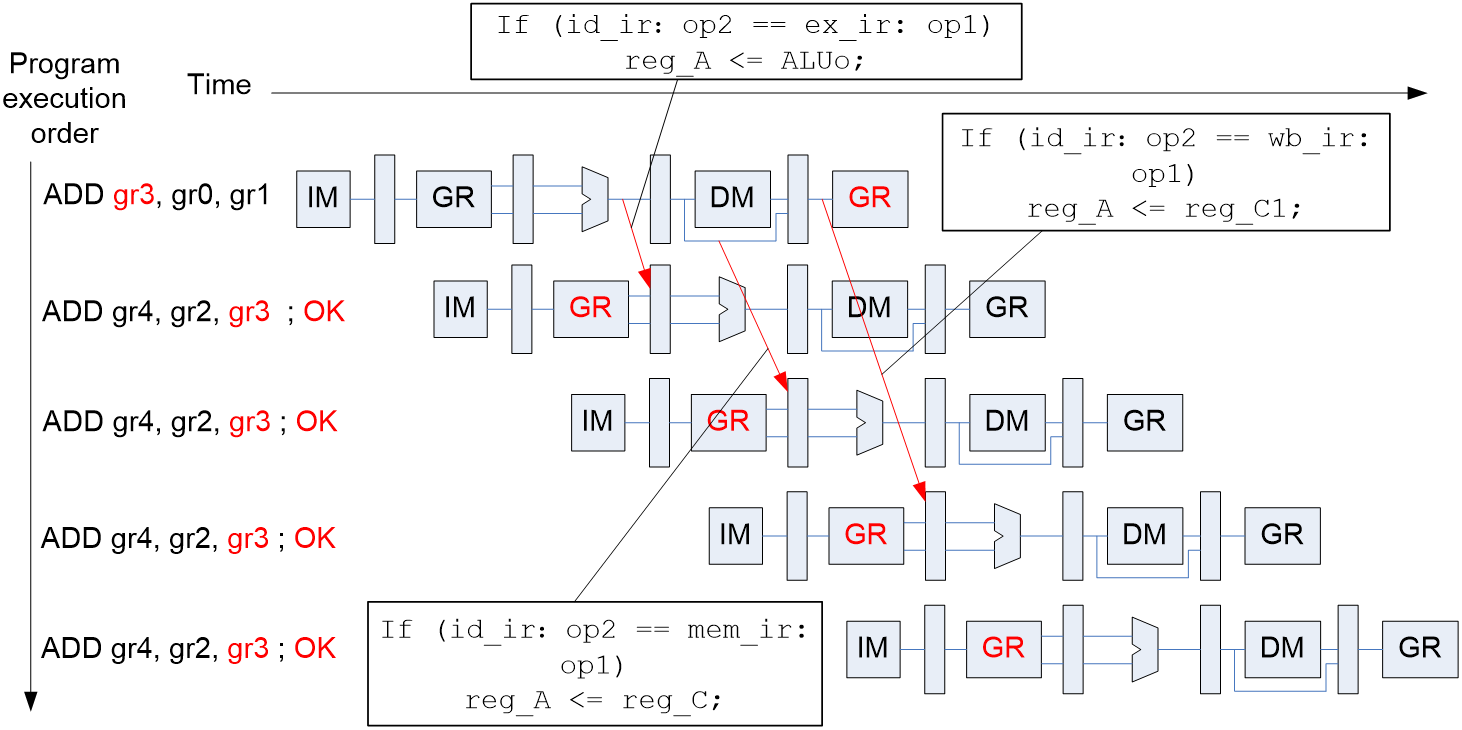 If (id_ir: op2 == ex_ir: op1)
reg_A <= ALUo;
Program
execution
order
Time
If (id_ir: op2 == wb_ir:
op1)
reg_A <= reg_C1;
ADD gr3, gr0, gr1
IM
GR
DM
GR
ADD gr4, gr2, gr3 ; OK
IM
GR
DM
GR
ADD gr4, gr2, gr3 ; OK
IM
GR
DM
GR
ADD gr4, gr2, gr3 ; OK
IM
GR
DM
GR
If (id_ir: op2 == mem_ir:
op1)
reg_A <= reg_C;
ADD gr4, gr2, gr3 ; OK
IM
GR
DM
GR